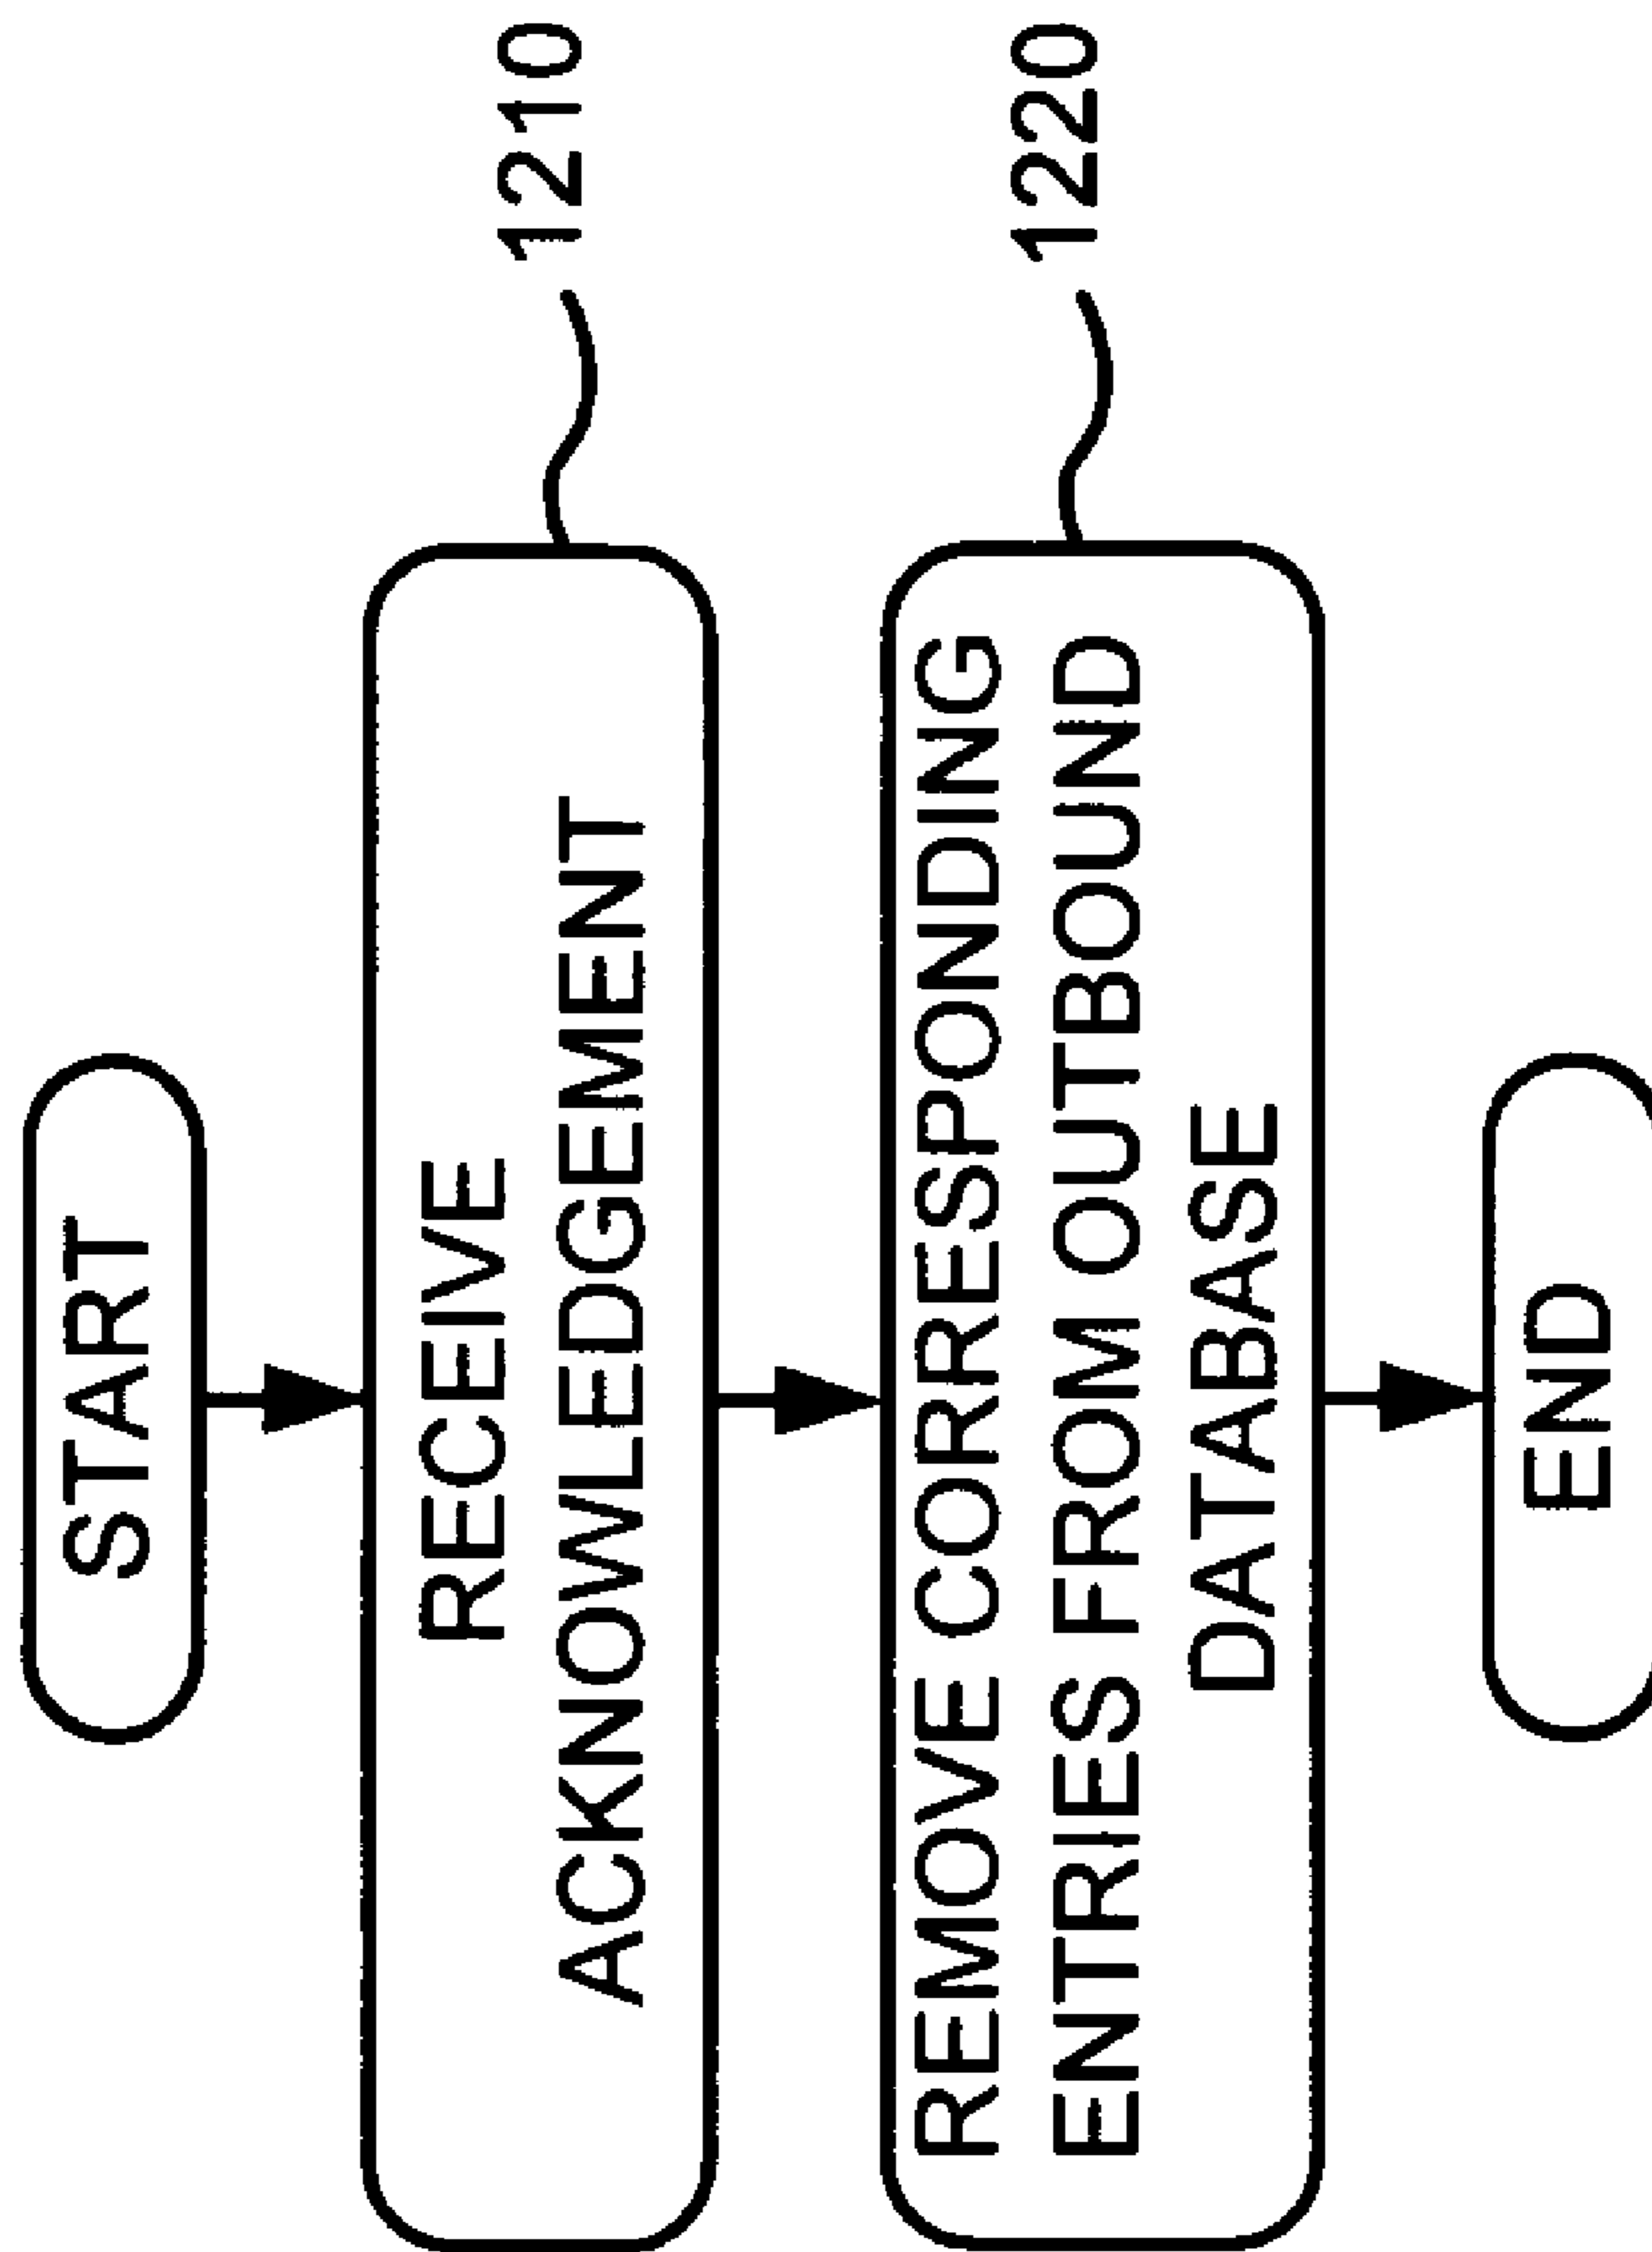 START
RECEIVE
ACKNOWLEDGEMENT
1210
REMOVE CORRESPONDING
ENTRIES FROM OUTBOUND
DATABASE
1220
END